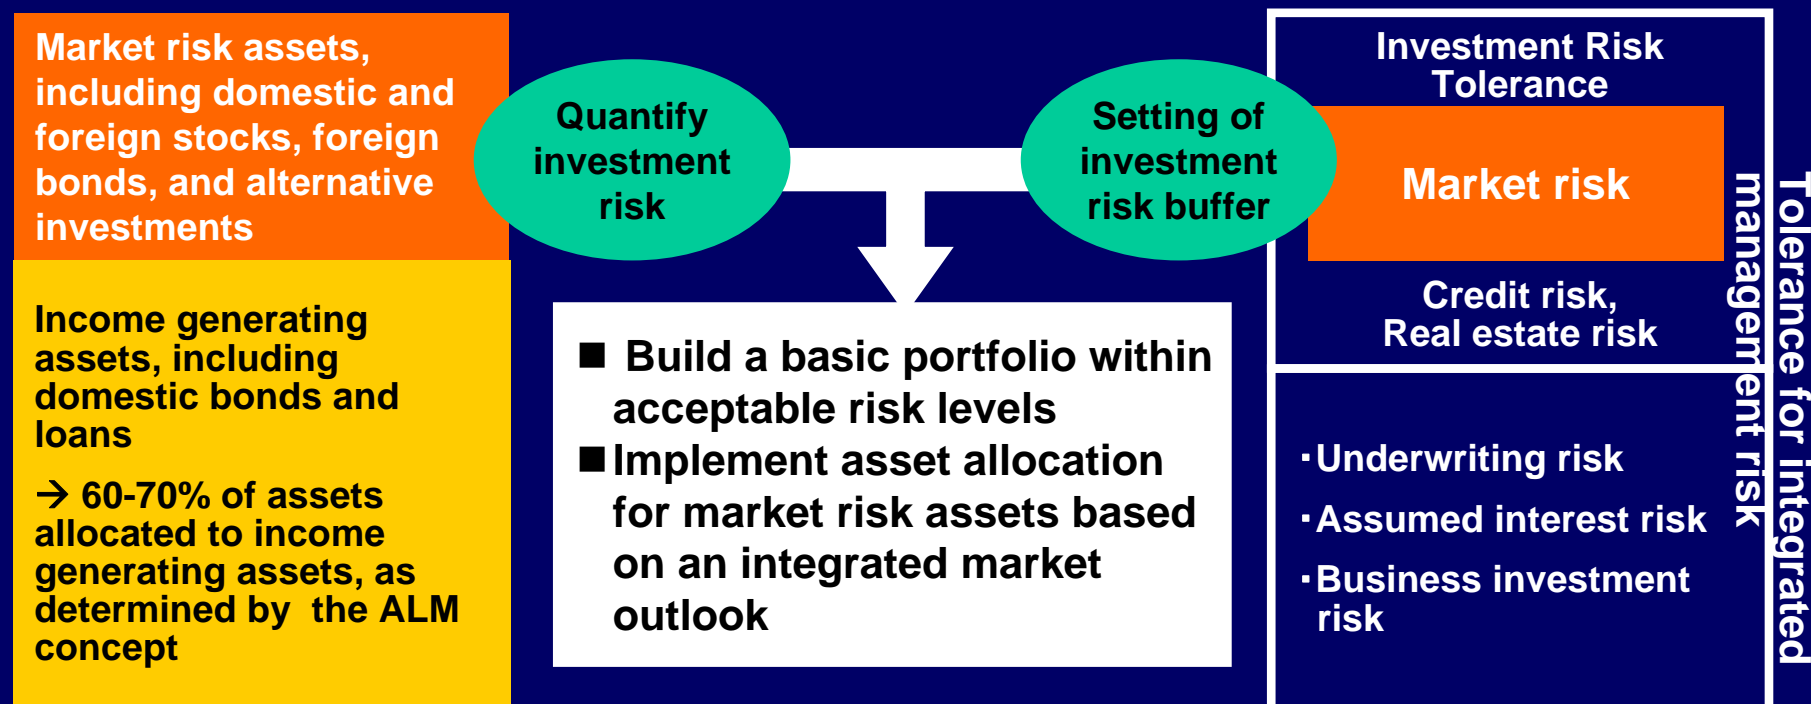 Market risk assets,
including domestic and
foreign stocks, foreign
bonds, and alternative
investments
Income generating
assets, including
domestic bonds and
loans
→ 60-70% of assets
allocated to income
generating assets, as
determined by  the ALM
concept
Quantify
investment
risk
Setting of
investment
risk buffer
■ Build a basic portfolio within
acceptable risk levels
■Implement asset allocation
for market risk assets based
on an integrated market
outlook
Investment Risk
Tolerance
Market risk
Credit risk,
Real estate risk
·Underwriting risk
·Assumed interest risk
·Business investment
risk
Tolerance for integrated
management risk